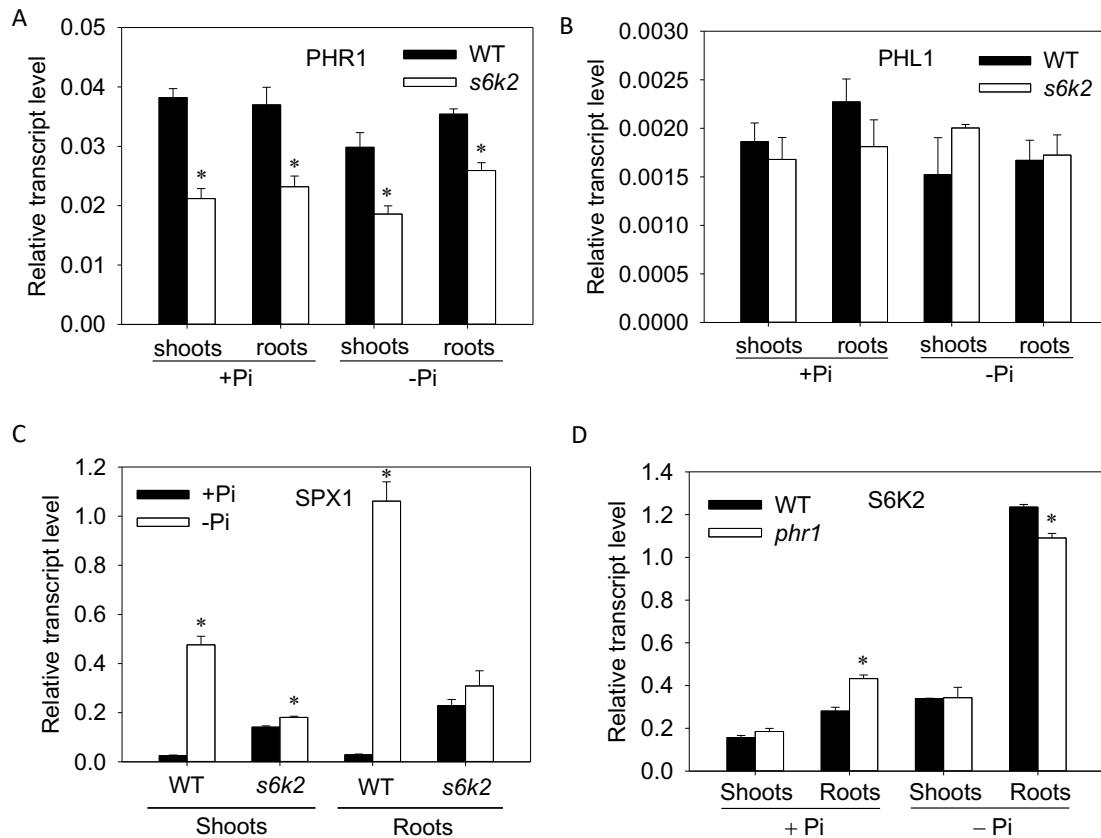 A
Relative transcript level
0.05
0.04
0.03
0.02
0.01
0.00
PHR1
WT
s6k2
*
*
*
*
shoots roots shoots roots
+Pi -Pi
B
Relative transcript level
0.0030
0.0025
0.0020
0.0015
0.0010
0.0005
0.0000
PHL1
WT
s6k2
shoots roots shoots roots
+Pi -Pi
C
Relative transcript level
1.2
1.0
0.8
0.6
0.4
0.2
0.0
+Pi
-Pi
SPX1
*
*
*
WT s6k2 WT s6k2
Shoots Roots
D
Relative transcript level
1.4
1.2
1.0
0.8
0.6
0.4
0.2
0.0
WT
phr1
S6K2
*
*
Shoots Roots Shoots Roots
+ Pi – Pi